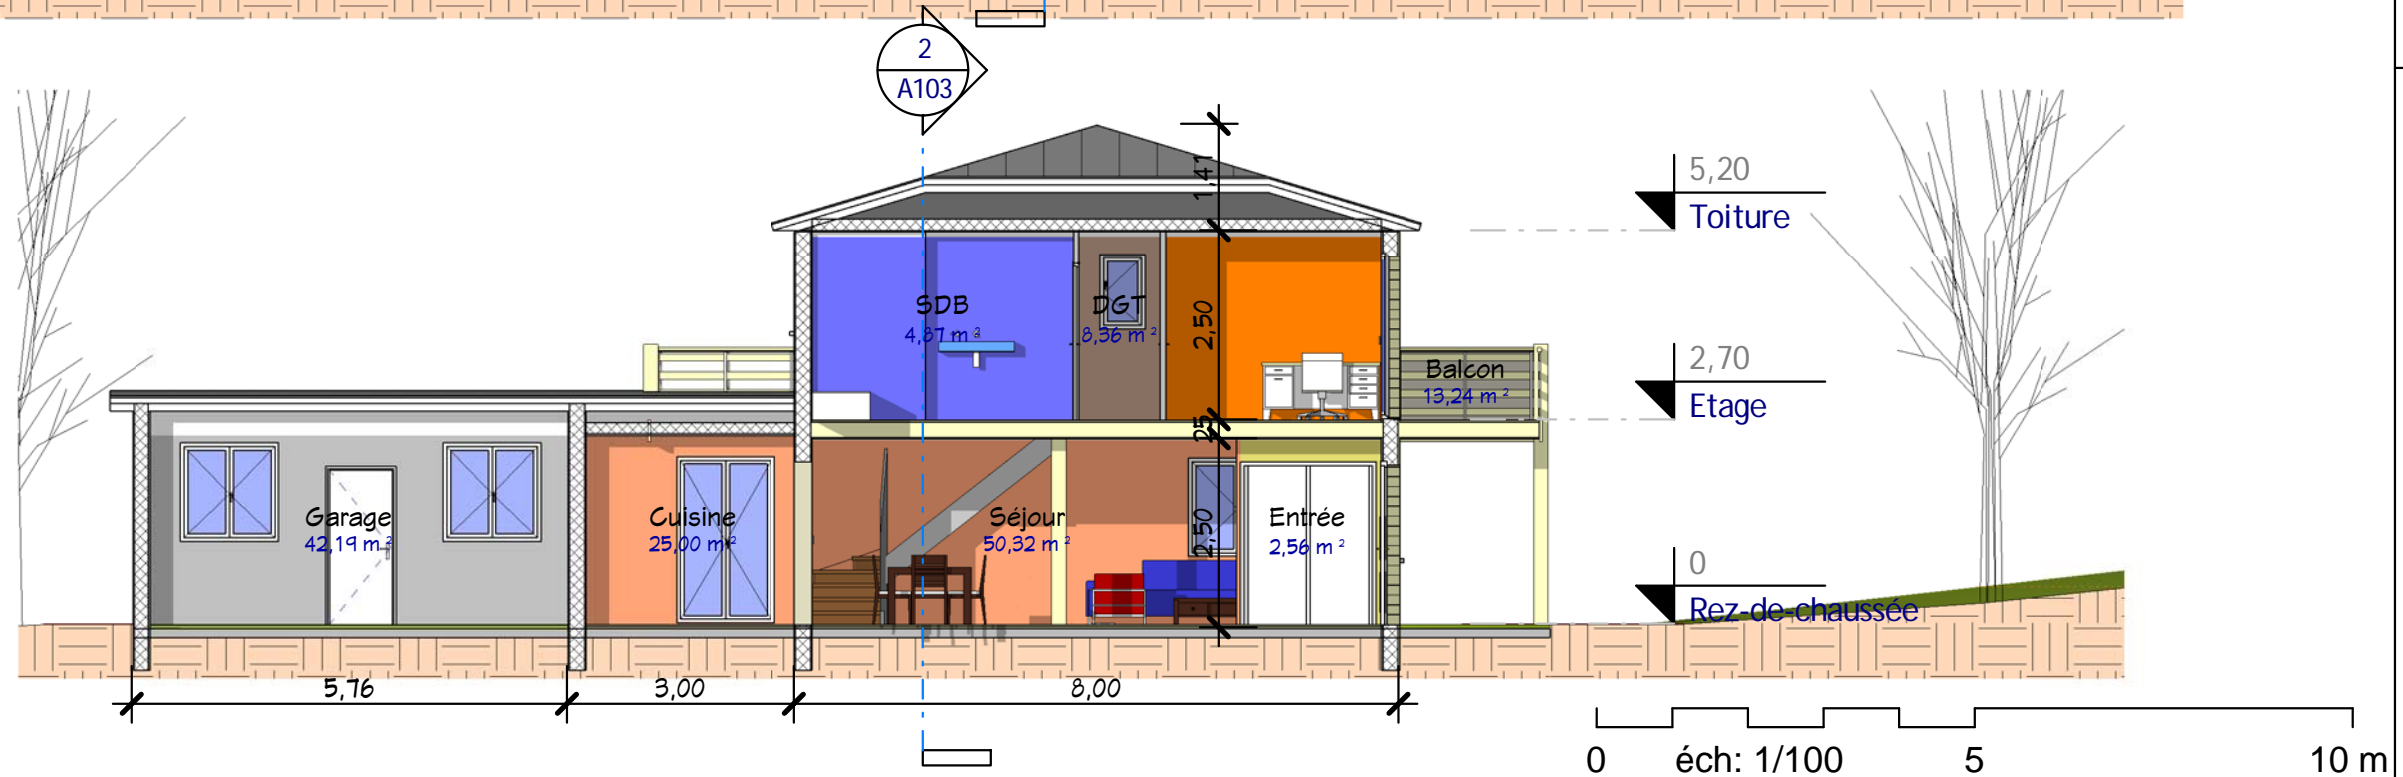 2
A103
1,41
5,20
Toiture
SDB
4,87 m²
DGT
8,36 m²
2,50
Balcon
13,24 m²
2,70
Etage
25
Garage
42,19 m²
Cuisine
25,00 m²
Séjour
50,32 m²
2,50
Entrée
2,56 m²
0
Rez-de-chaussée
5,76
3,00
8,00
0
éch: 1/100
5
10 m